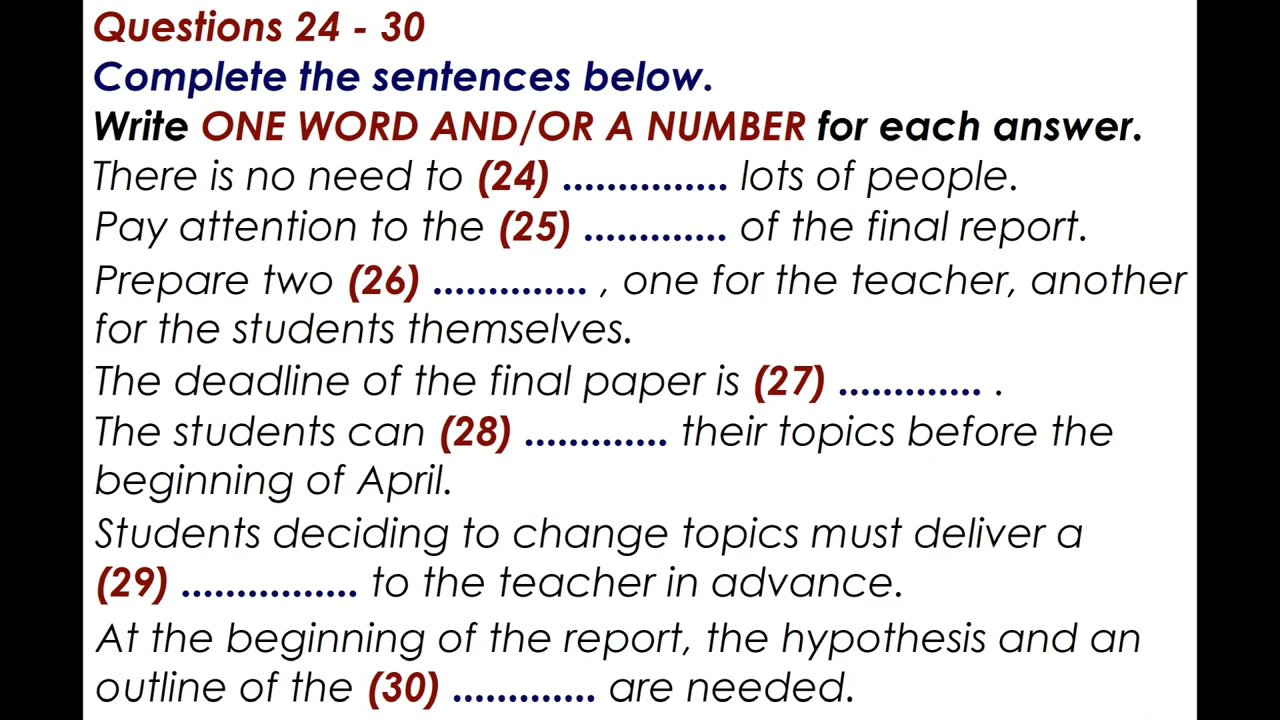 Questions 24 - 30
Complete the sentences below.
Write ONE WORD AND/OR A NUMBER for each answer.
There is no need to (24) ............... lots of people.
Pay attention to the (25) ............. of the final report.
Prepare two (26) .............. , one for the teacher, another
for the students themselves.
The deadline of the final paper is (27) ............. .
The students can (28) ............. their topics before the
beginning of April.
Students deciding to change topics must deliver a
(29) ................ to the teacher in advance.
At the beginning of the report, the hypothesis and an
outline of the (30) ............. are needed.